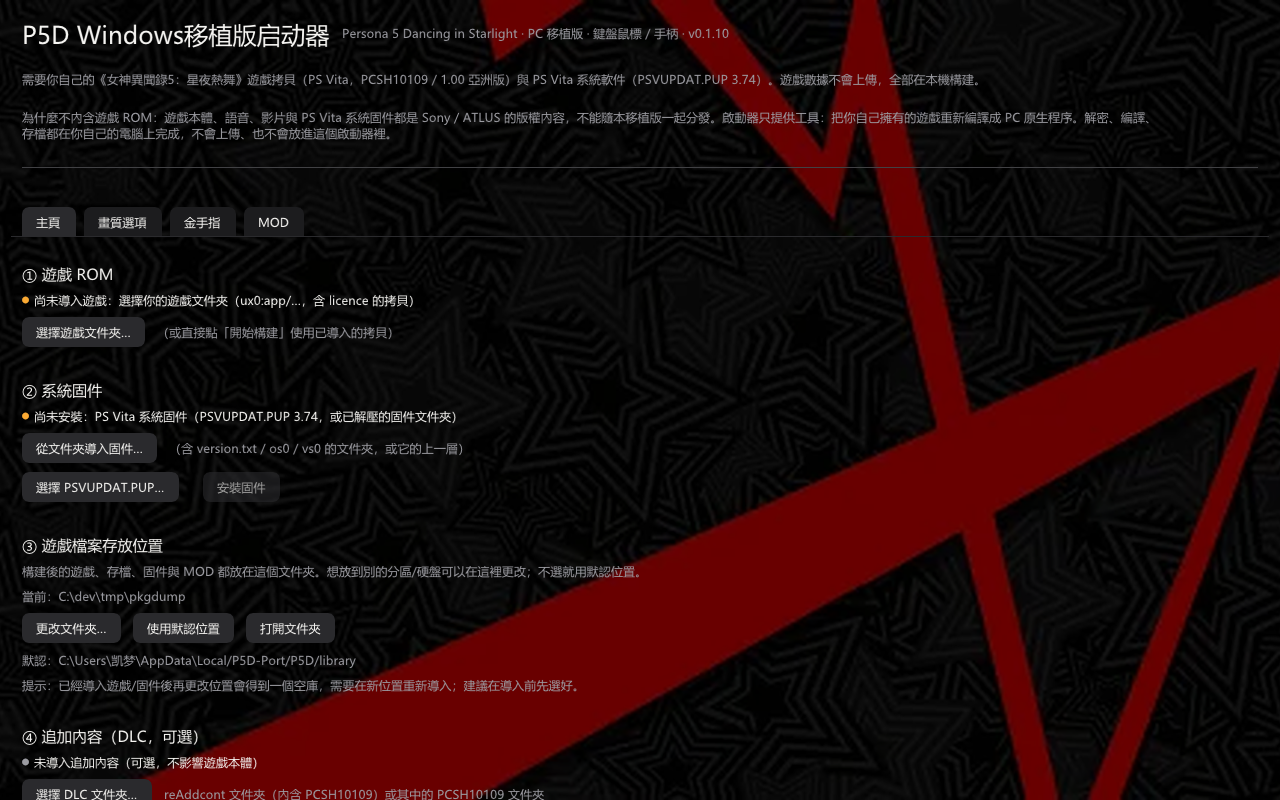 P5D Windows移植版启动器 Persona 5 Dancing in Starlight · PC 移植版 · 鍵盤鼠標 / 手柄 · v0.1.10
需要你自己的《女神異聞錄5：星夜熱舞》遊戲拷貝（PS Vita，PCSH10109 / 1.00 亞洲版）與 PS Vita 系統軟件（PSVUPDAT.PUP 3.74）。遊戲數據不會上傳，全部在本機構建。
為什麼不內含遊戲 ROM：遊戲本體、語音、影片與 PS Vita 系統固件都是 Sony / ATLUS 的版權內容，不能隨本移植版一起分發。啟動器只提供工具：把你自己擁有的遊戲重新編譯成 PC 原生程序。解密、編譯、
存檔都在你自己的電腦上完成，不會上傳、也不會放進這個啟動器裡。
主頁 畫質選項 金手指 MOD
① 遊戲 ROM
尚未導入遊戲：選擇你的遊戲文件夾（ux0:app/...，含 licence 的拷貝）
選擇遊戲文件夾... （或直接點「開始構建」使用已導入的拷貝）
② 系統固件
尚未安裝：PS Vita 系統固件（PSVUPDAT.PUP 3.74，或已解壓的固件文件夾）
從文件夾導入固件... （含 version.txt / os0 / vs0 的文件夾，或它的上一層）
選擇 PSVUPDAT.PUP... 安裝固件
③ 遊戲檔案存放位置
構建後的遊戲、存檔、固件與 MOD 都放在這個文件夾。想放到別的分區/硬盤可以在這裡更改；不選就用默認位置。
當前：C:\dev\tmp\pkgdump
更改文件夾... 使用默認位置 打開文件夾
默認：C:\Users\凯梦\AppData\Local/P5D-Port/P5D/library
提示：已經導入遊戲/固件後再更改位置會得到一個空庫，需要在新位置重新導入；建議在導入前先選好。
④ 追加內容（DLC，可選）
未導入追加內容（可選，不影響遊戲本體）
選擇 DLC 文件夾... reAddcont 文件夾（內含 PCSH10109）或其中的 PCSH10109 文件夾